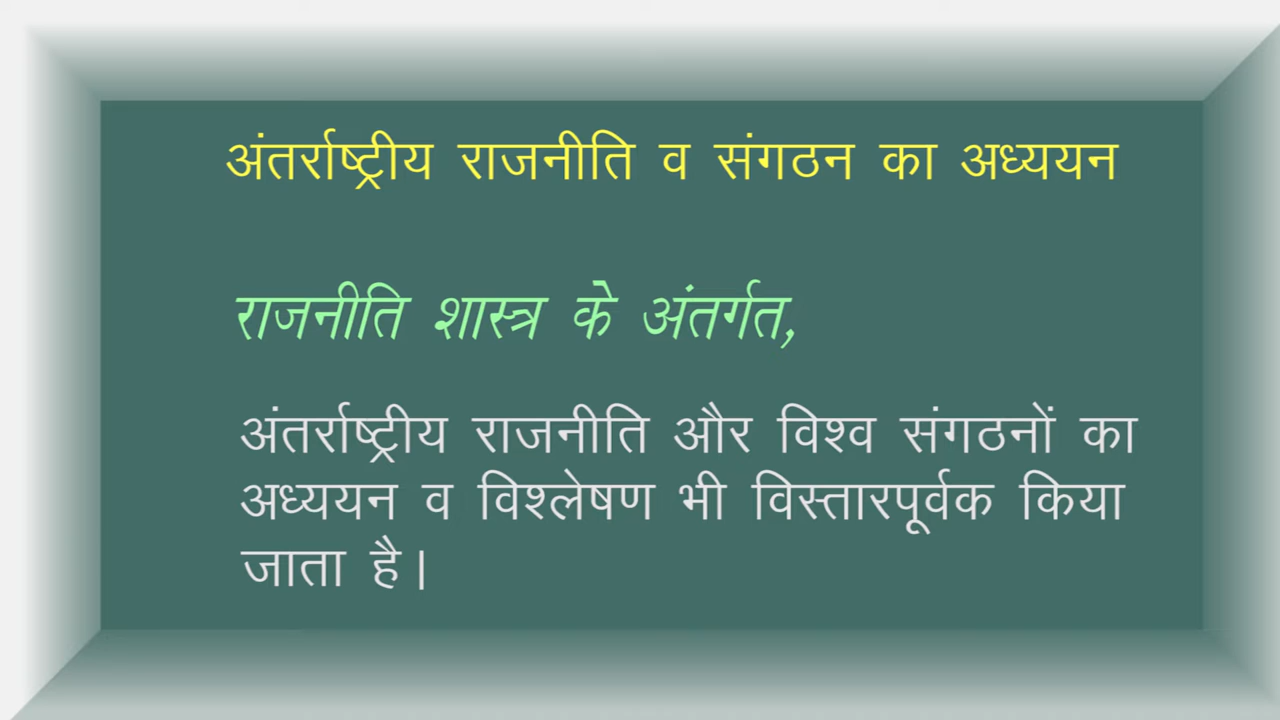 अंतर्राष्ट्रीय राजनीति व संगठन का अध्ययन
राजनीति शास्त्र के अंतर्गत,
अंतर्राष्ट्रीय राजनीति और विश्व संगठनों का
अध्ययन व विश्लेषण भी विस्तारपूर्वक किया
जाता है।